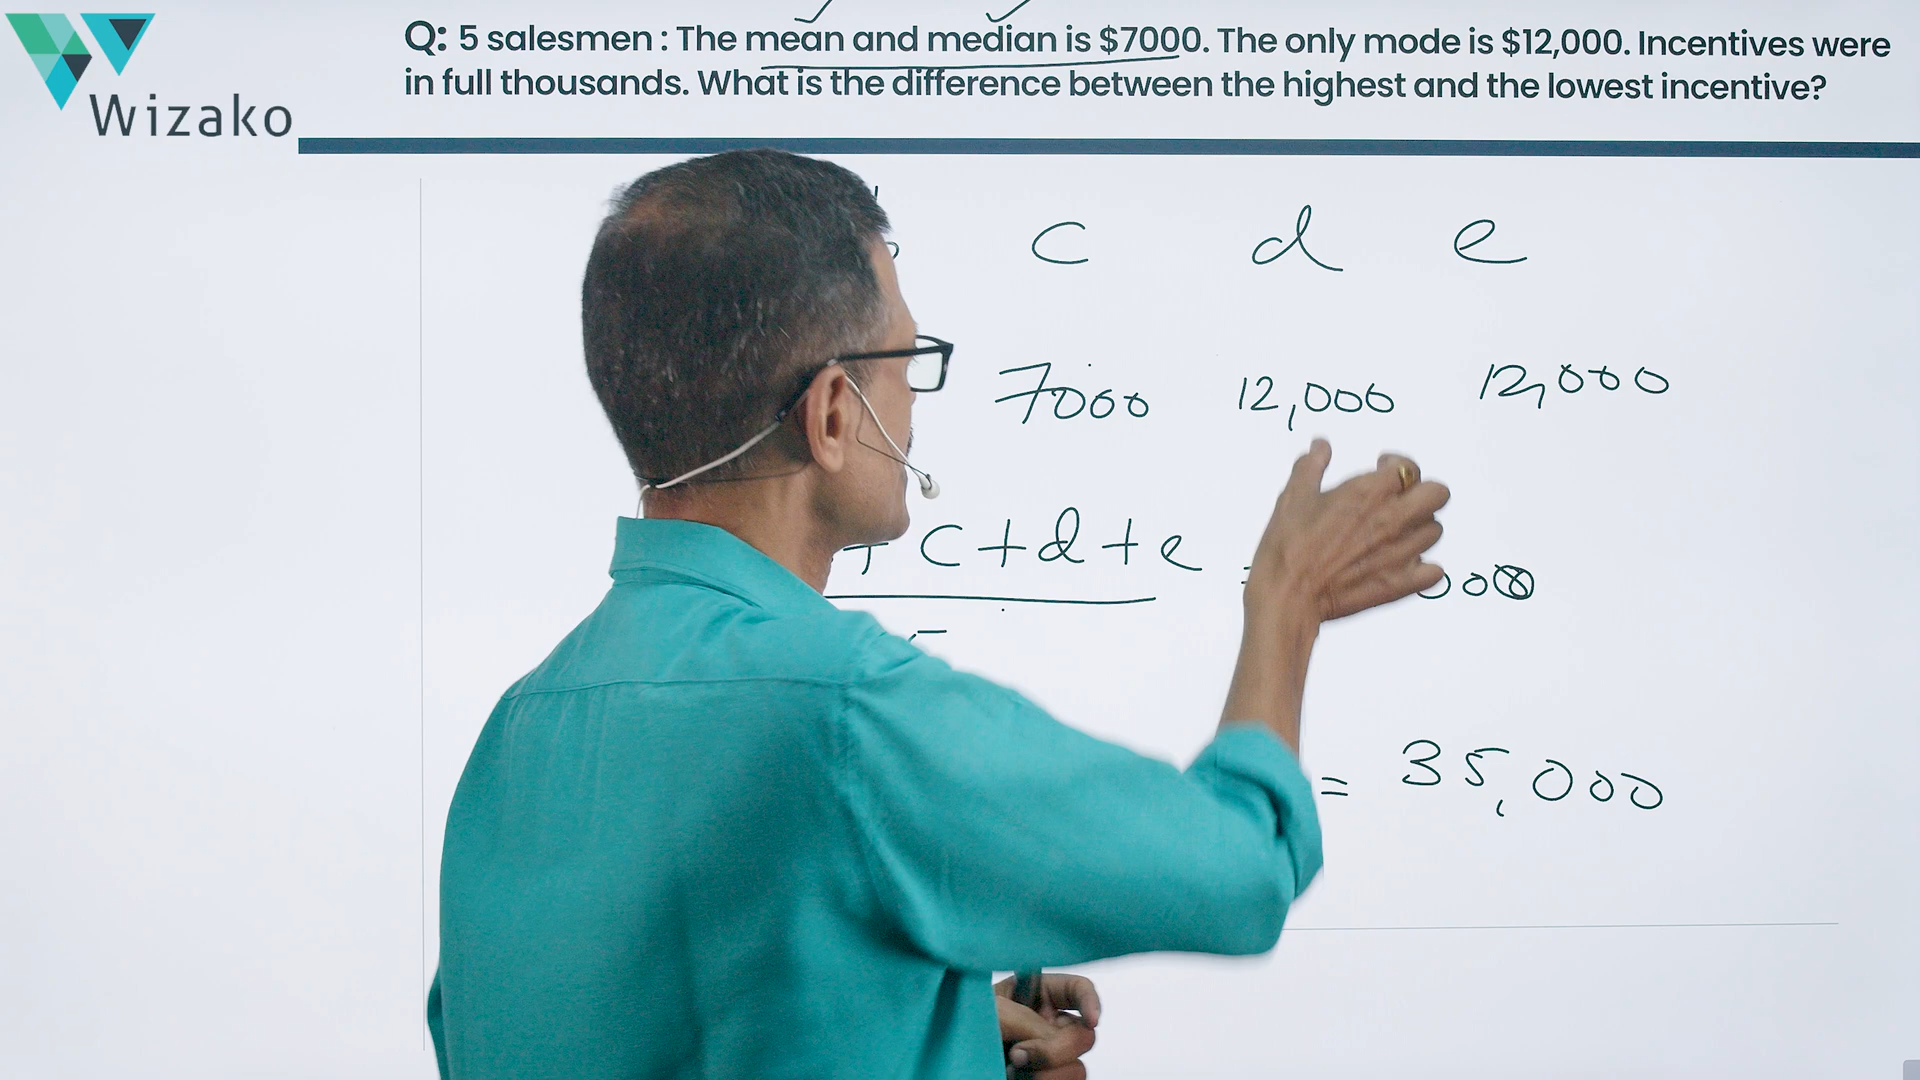 Wizako
Q: 5 salesmen : The mean and median is $7000. The only mode is $12,000. Incentives were
in full thousands. What is the difference between the highest and the lowest incentive?
c d e
7000 12,000 12,000
+ c + d + e
= 35,000